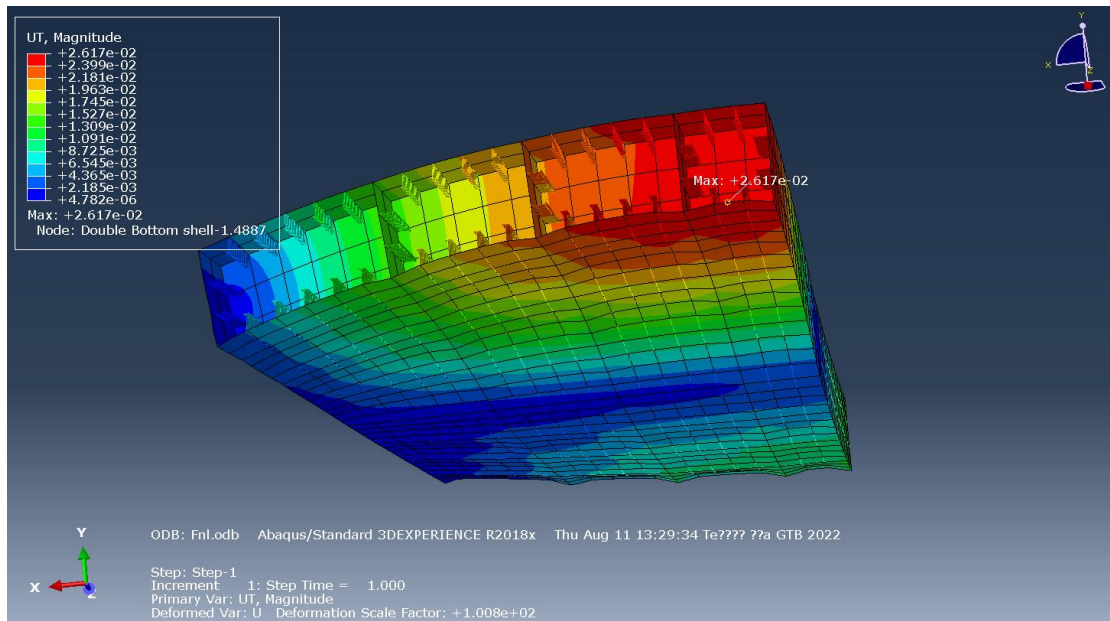 UT, Magnitude
+2.617e-02
+2.399e-02
+2.181e-02
+1.963e-02
+1.745e-02
+1.527e-02
+1.309e-02
+1.091e-02
+8.725e-03
+6.545e-03
+4.365e-03
+2.185e-03
+4.782e-06
Max: +2.617e-02
Node: Double Bottom shell-1.4887
Y
X
Z
Max: +2.617e-02
Y
X
Z
ODB: Fnl.odb Abaqus/Standard 3DEXPERIENCE R2018x Thu Aug 11 13:29:34 Te???? ??a GTB 2022
Step: Step-1
Increment 1: Step Time = 1.000
Primary Var: UT, Magnitude
Deformed Var: U Deformation Scale Factor: +1.008e+02